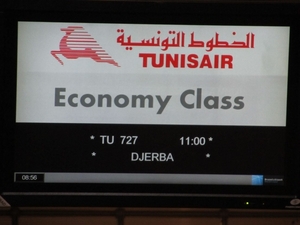 الخطوط التونسية
TUNISAIR
Economy Class
* TU 727 11:00 *
* DJERBA *
08:56